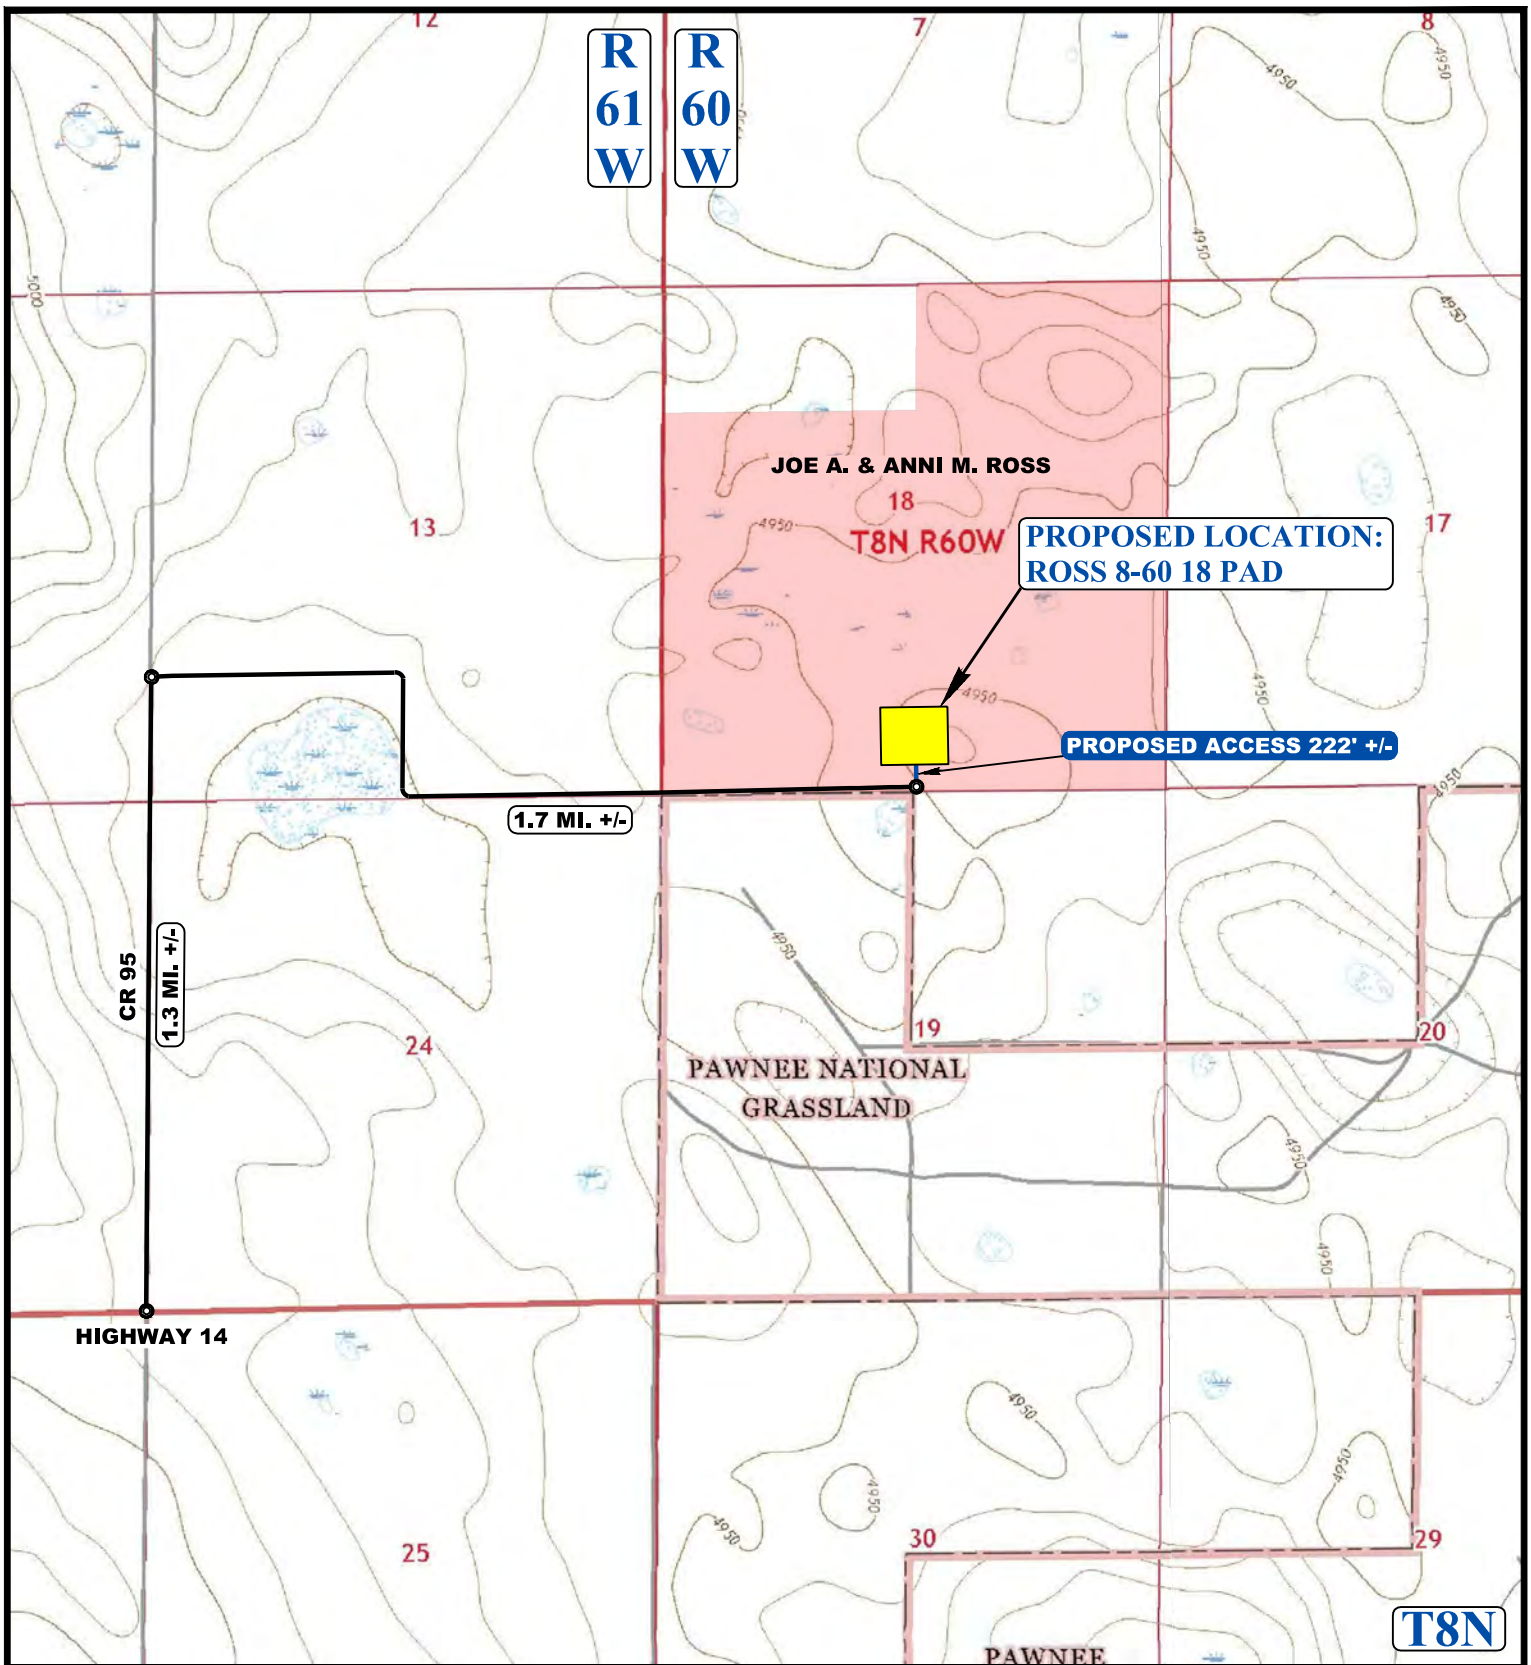 12
7
8
R
61
W
R
60
W
4950
4950
4950
5000
4950
JOE A. & ANNI M. ROSS
18
4950
T8N R60W
13
17
PROPOSED LOCATION:
ROSS 8-60 18 PAD
4950
4950
PROPOSED ACCESS 222' +/-
4950
1.7 MI. +/-
4950
CR 95
1.3 MI. +/-
24
19
20
PAWNEE NATIONAL
GRASSLAND
4950
4950
HIGHWAY 14
4950
4950
4950
4950
25
30
29
T8N
PAWNEE